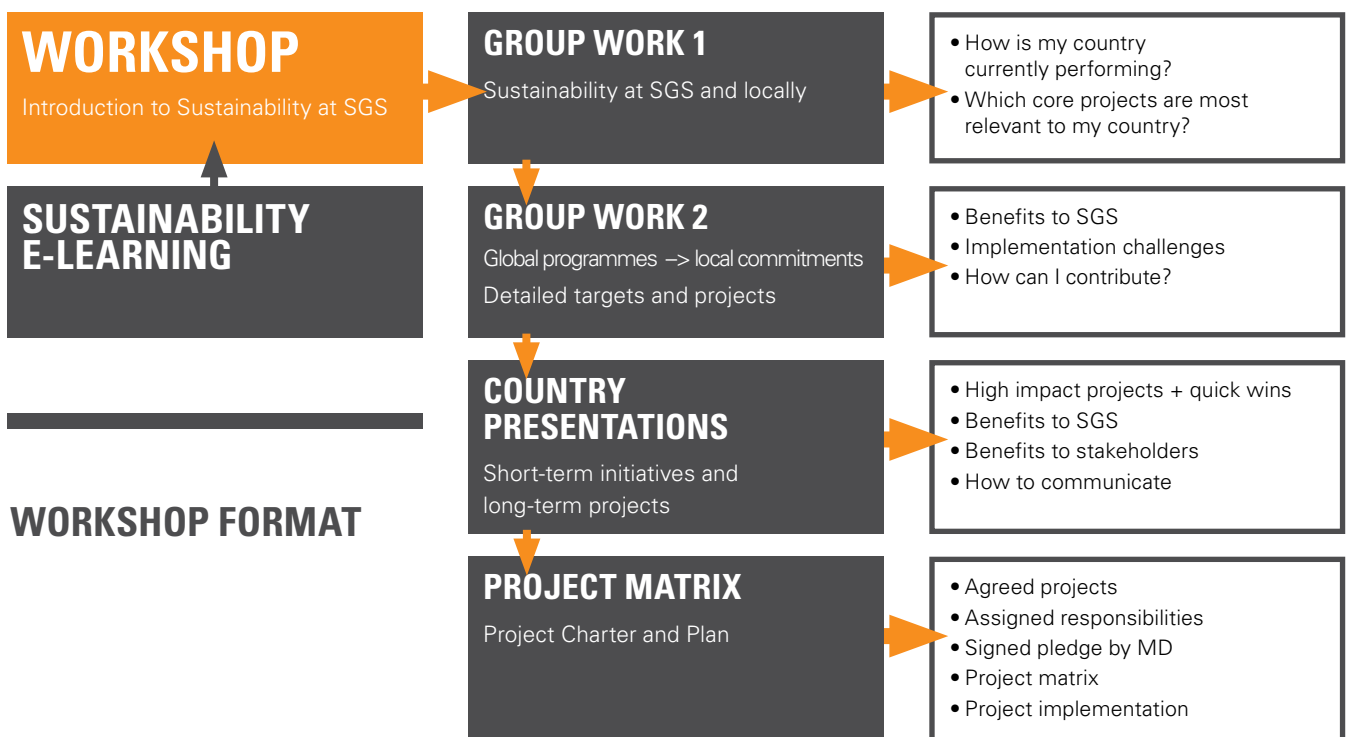 WORKSHOP
Introduction to Sustainability at SGS
SUSTAINABILITY
E-LEARNING
WORKSHOP FORMAT
GROUP WORK 1
Sustainability at SGS and locally
• How is my country
currently performing?
• Which core projects are most
relevant to my country?
GROUP WORK 2
Global programmes –> local commitments
Detailed targets and projects
• Benefits to SGS
• Implementation challenges
• How can I contribute?
COUNTRY
PRESENTATIONS
Short-term initiatives and
long-term projects
• High impact projects + quick wins
• Benefits to SGS
• Benefits to stakeholders
• How to communicate
PROJECT MATRIX
Project Charter and Plan
• Agreed projects
• Assigned responsibilities
• Signed pledge by MD
• Project matrix
• Project implementation